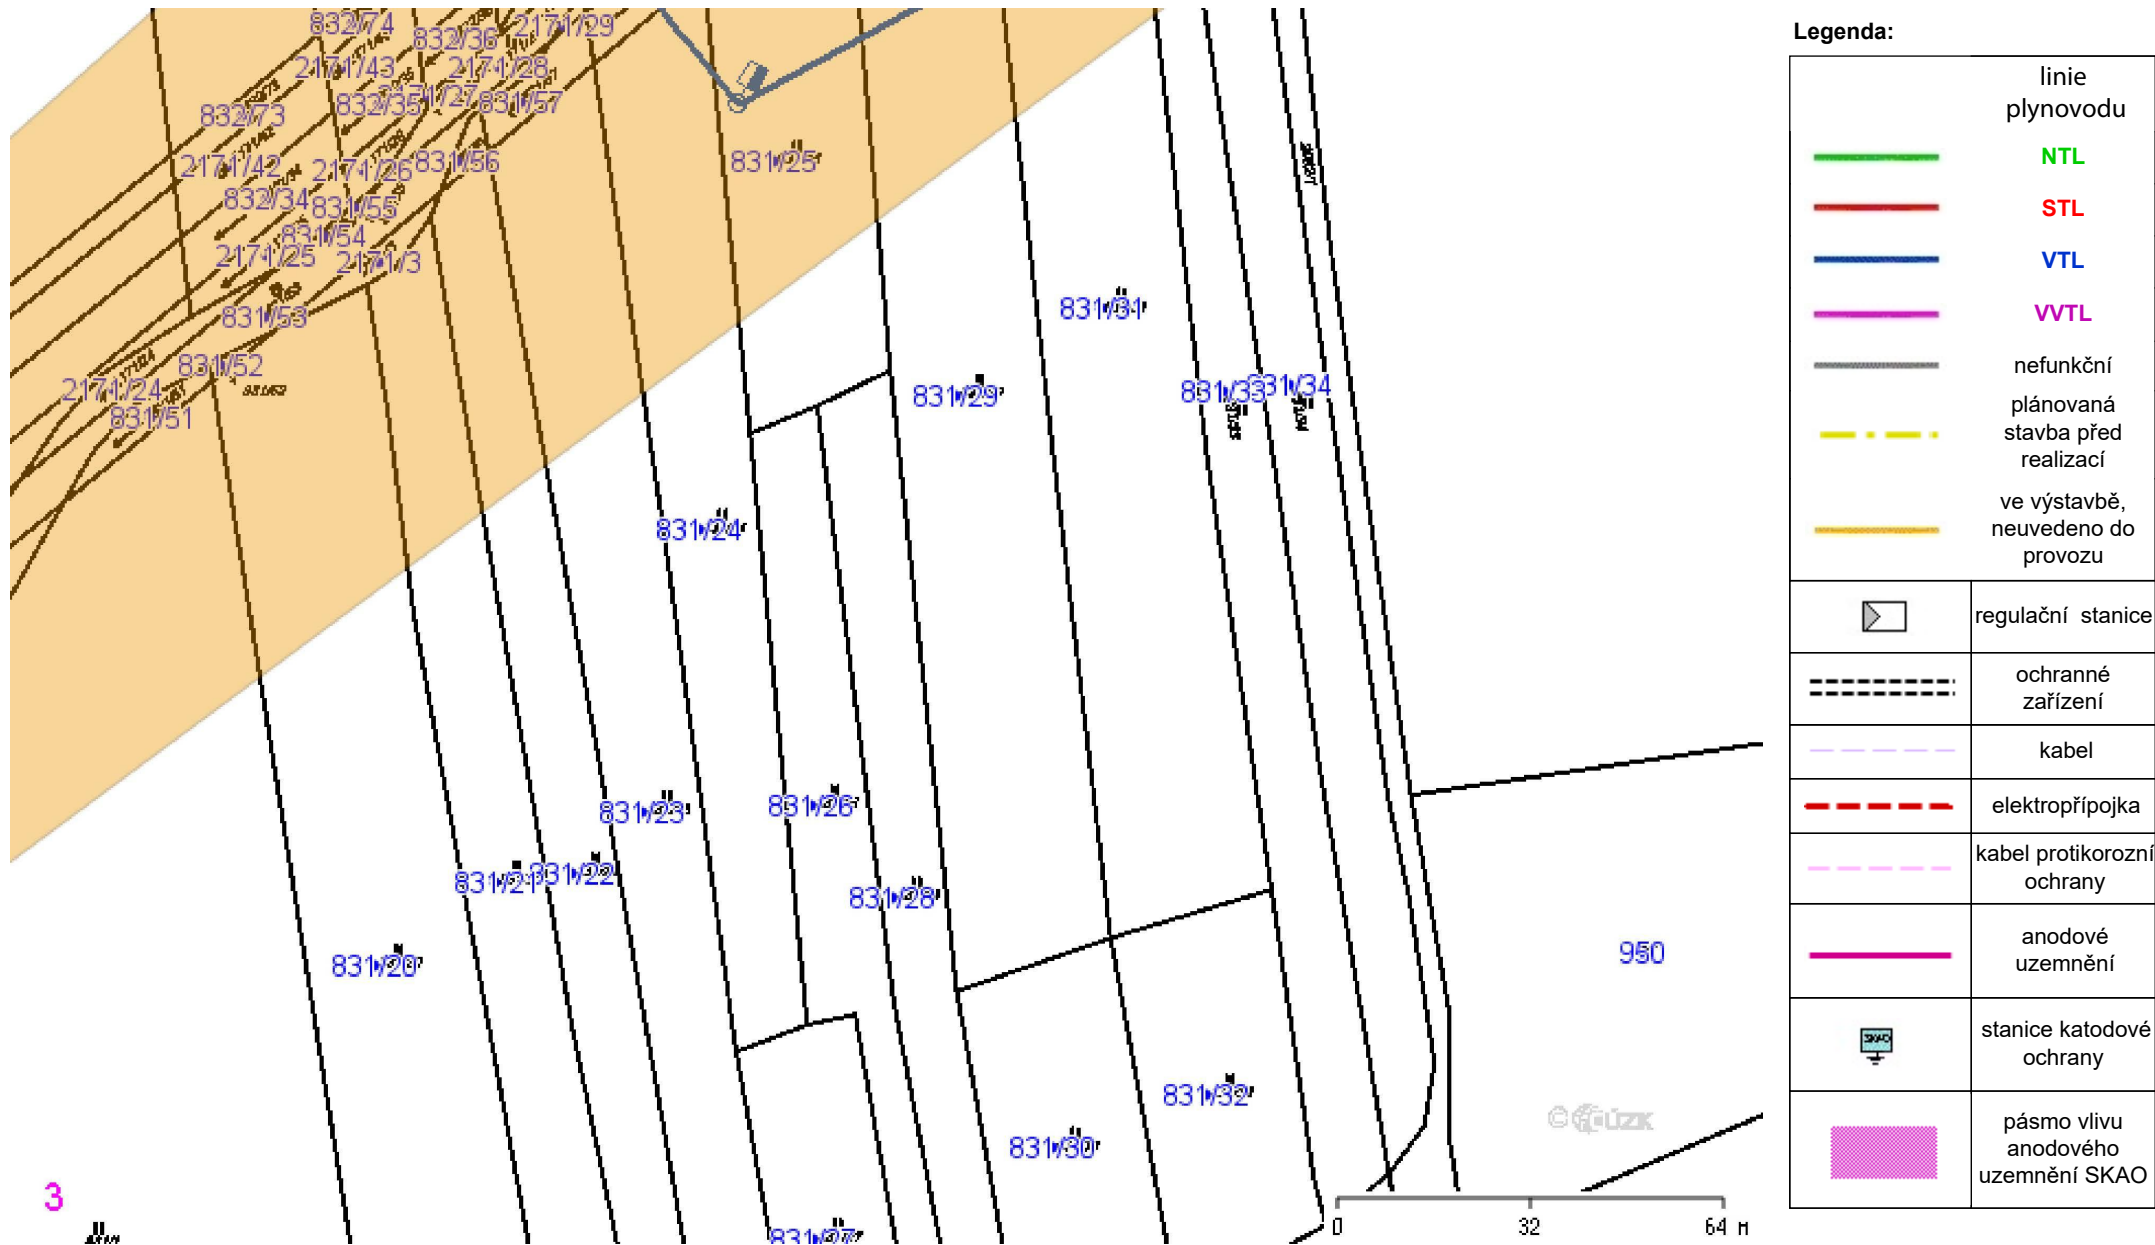 832/74
832/36
2171/29
2171/43
2171/28
2171/27
832/35
831/57
832/73
2171/42
2171/26
831/56
831/25
832/34
831/55
831/54
2171/25
2171/3
831/53
831/31
831/52
2171/24
831/51
831/29
831/33
831/34
831/24
831/23
831/26
831/21
831/22
831/28
831/20
950
831/32
831/30
831/27
3
0
32
64 м
Legenda:
linie
plynovodu
NTL
STL
VTL
VVTL
nefunkční
plánovaná
stavba před
realizací
ve výstavbě,
neuvedeno do
provozu
regulační stanice
ochranné
zařízení
kabel
elektropřípojka
kabel protikorozní
ochrany
anodové
uzemnění
SKAO
stanice katodové
ochrany
pásmo vlivu
anodového
uzemnění SKAO